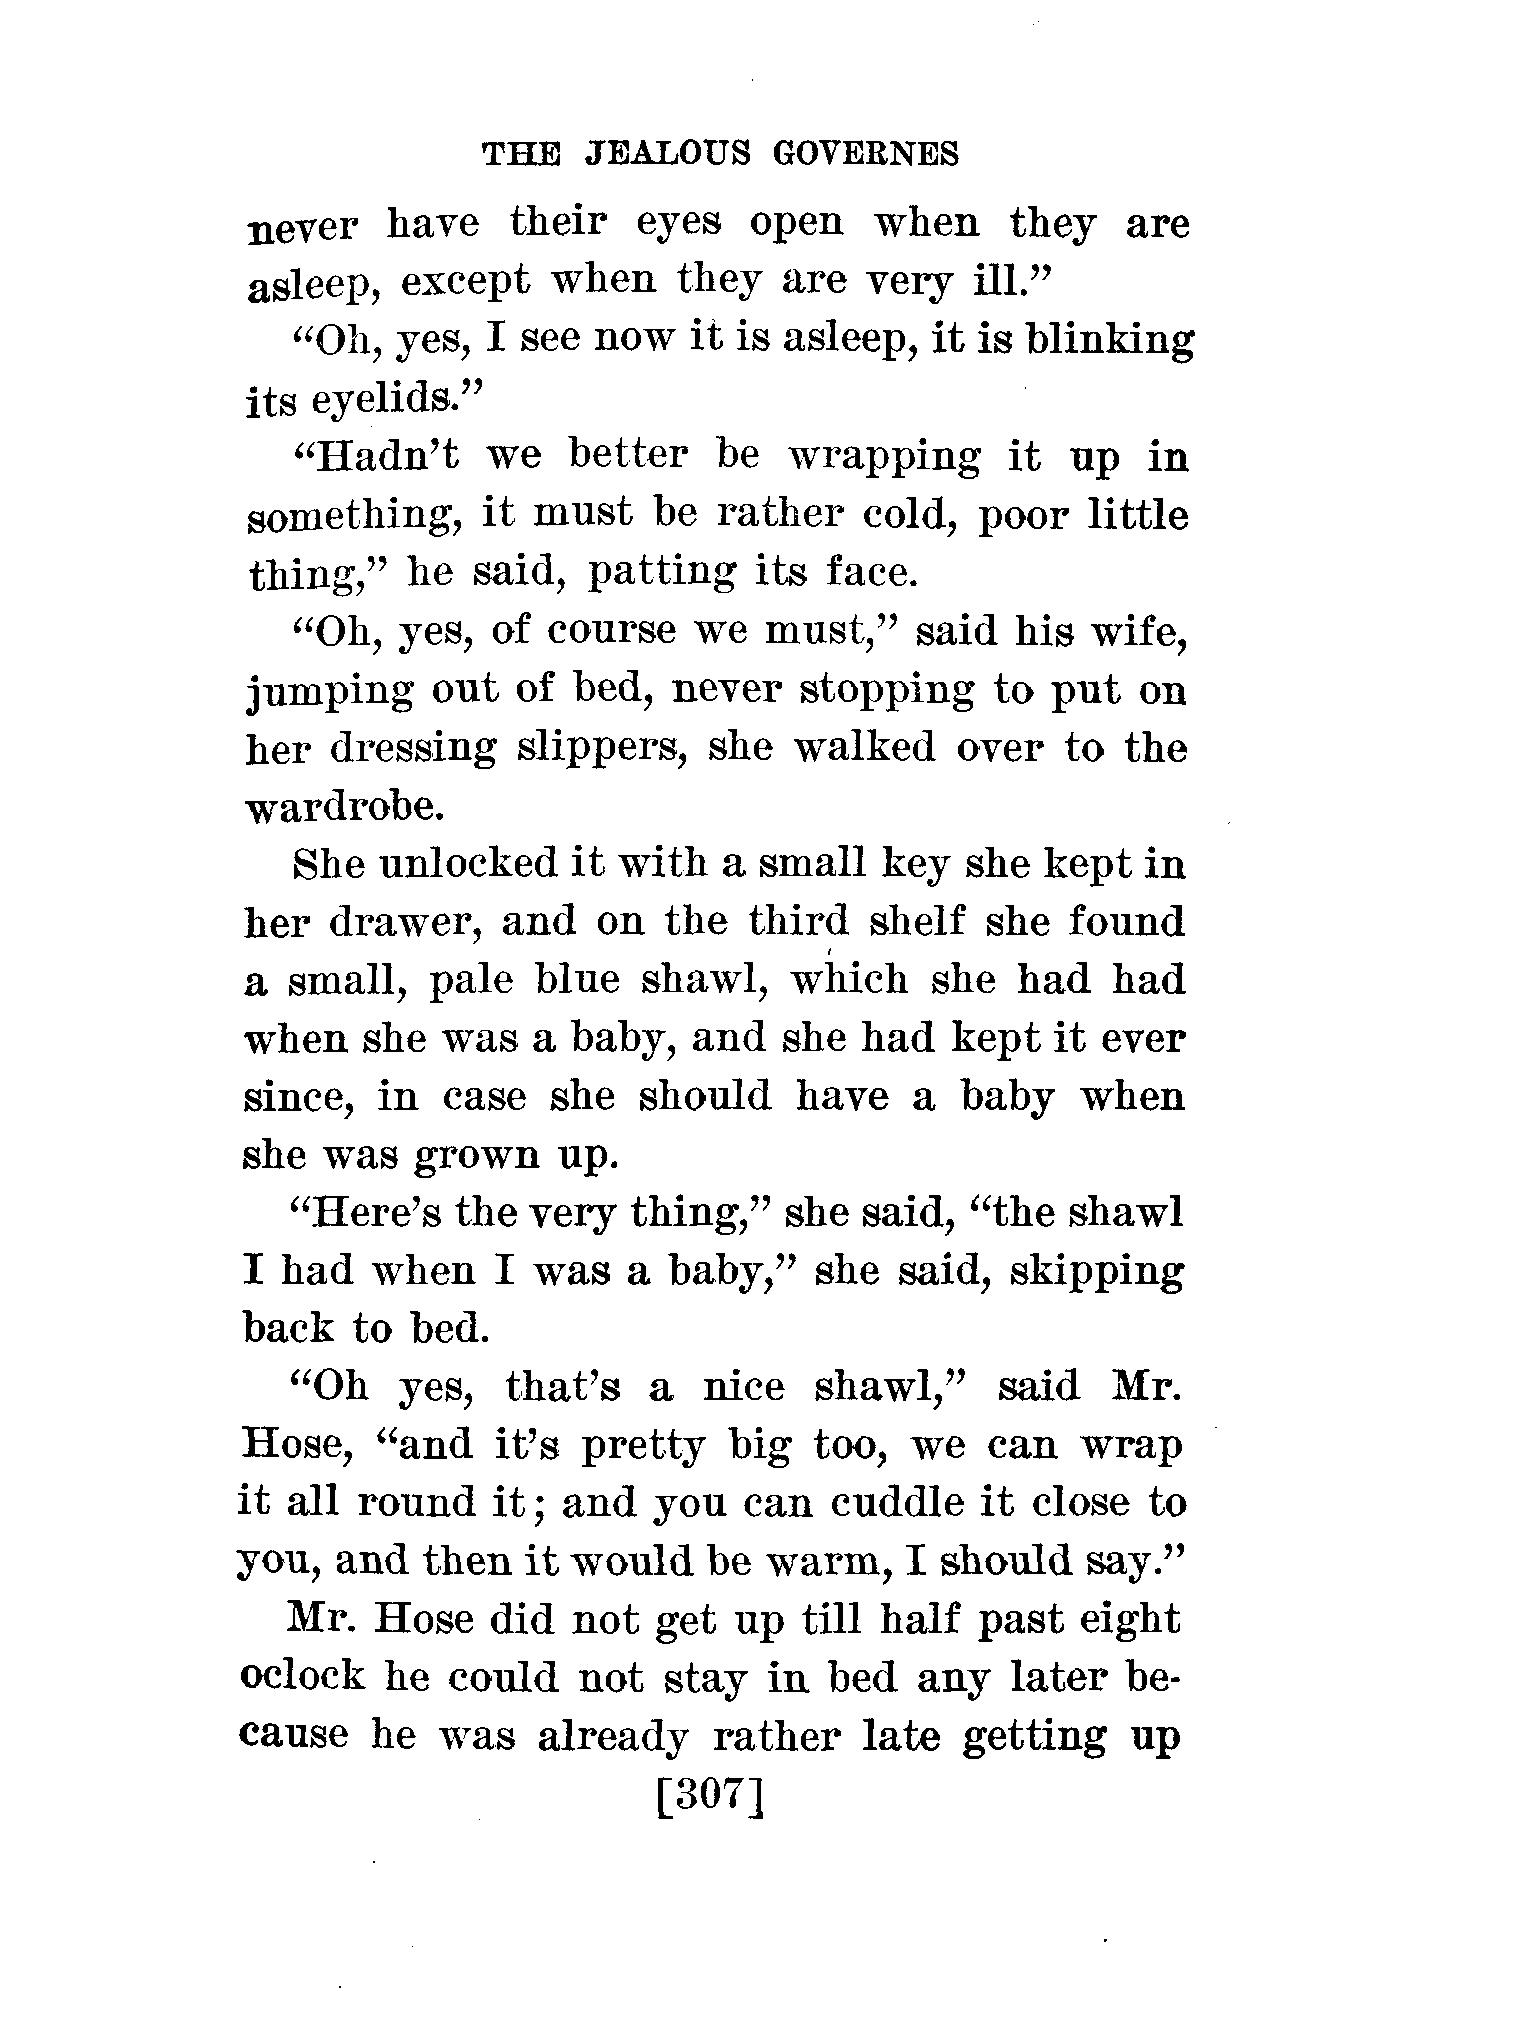 THE JEALOUS GOVERNES
never have their eyes open when they are
asleep, except when they are very ill.”
“Oh, yes, I see now it is asleep, it is blinking
its eyelids.”
“Hadn’t we better be wrapping it up in
something, it must be rather cold, poor little
thing,” he said, patting its face.
“Oh, yes, of course we must,” said his wife,
jumping out of bed, never stopping to put on
her dressing slippers, she walked over to the
wardrobe.
She unlocked it with a small key she kept in
her drawer, and on the third shelf she found
a small, pale blue shawl, which she had had
when she was a baby, and she had kept it ever
since, in case she should have a baby when
she was grown up.
“Here’s the very thing,” she said, “the shawl
I had when I was a baby,” she said, skipping
back to bed.
“Oh yes, that’s a nice shawl,” said Mr.
Hose, “and it’s pretty big too, we can wrap
it all round it; and you can cuddle it close to
you, and then it would be warm, I should say.”
Mr. Hose did not get up till half past eight
oclock he could not stay in bed any later be-
cause he was already rather late getting up
[307]